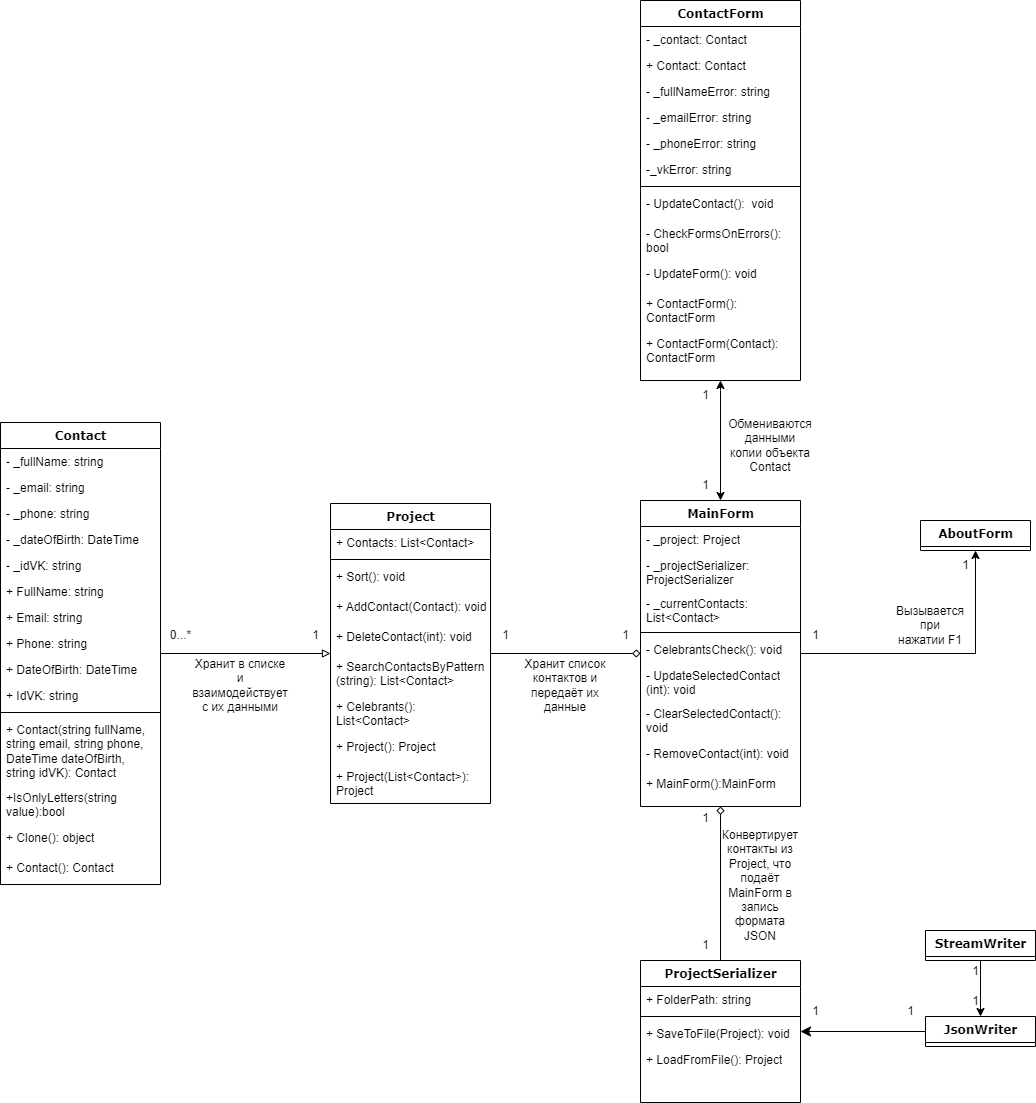 ContactForm
- _contact: Contact
+ Contact: Contact
- _fullNameError: string
- _emailError: string
- _phoneError: string
-_vkError: string
- UpdateContact():  void
- CheckFormsOnErrors():
bool
- UpdateForm(): void
+ ContactForm():
ContactForm
+ ContactForm(Contact):
ContactForm
1
Обмениваются
данными
копии объекта
Contact
1
Contact
- _fullName: string
- _email: string
- _phone: string
- _dateOfBirth: DateTime
- _idVK: string
+ FullName: string
+ Email: string
+ Phone: string
+ DateOfBirth: DateTime
+ IdVK: string
+ Contact(string fullName,
string email, string phone,
DateTime dateOfBirth,
string idVK): Contact
+IsOnlyLetters(string
value):bool
+ Clone(): object
+ Contact(): Contact
0...*
1
Хранит в списке
и
взаимодействует
с их данными
Project
+ Contacts: List<Contact>
+ Sort(): void
+ AddContact(Contact): void
+ DeleteContact(int): void
+ SearchContactsByPattern
(string): List<Contact>
+ Celebrants():
List<Contact>
+ Project(): Project
+ Project(List<Contact>):
Project
1
1
Хранит список
контактов и
передаёт их
данные
MainForm
- _project: Project
- _projectSerializer:
ProjectSerializer
- _currentContacts:
List<Contact>
- CelebrantsCheck(): void
- UpdateSelectedContact
(int): void
- ClearSelectedContact():
void
- RemoveContact(int): void
+ MainForm():MainForm
1
Вызывается
при
нажатии F1
1
AboutForm
1
Конвертирует
контакты из
Project, что
подаёт
MainForm в
запись
формата
JSON
1
ProjectSerializer
+ FolderPath: string
+ SaveToFile(Project): void
+ LoadFromFile(): Project
1
1
StreamWriter
1
1
JsonWriter